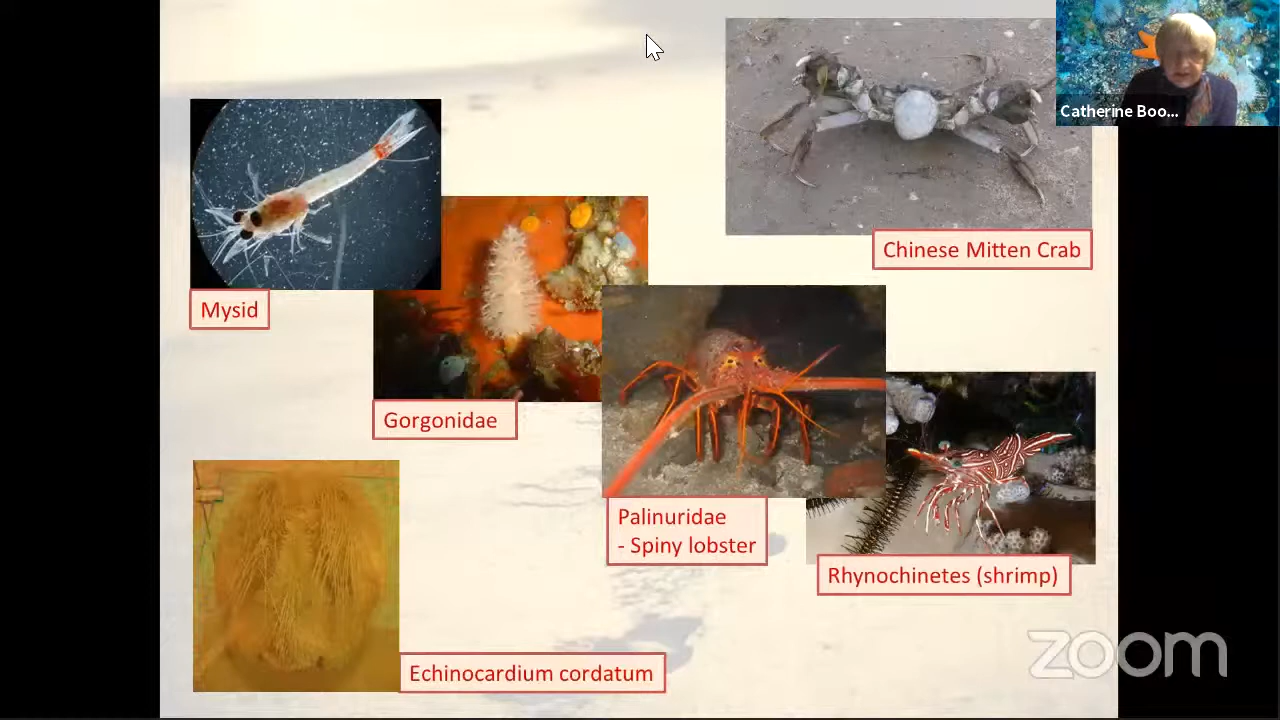 Catherine Boo...
Chinese Mitten Crab
Mysid
Gorgonidae
Palinuridae
- Spiny lobster
Rhynochinetes (shrimp)
Echinocardium cordatum
zoom